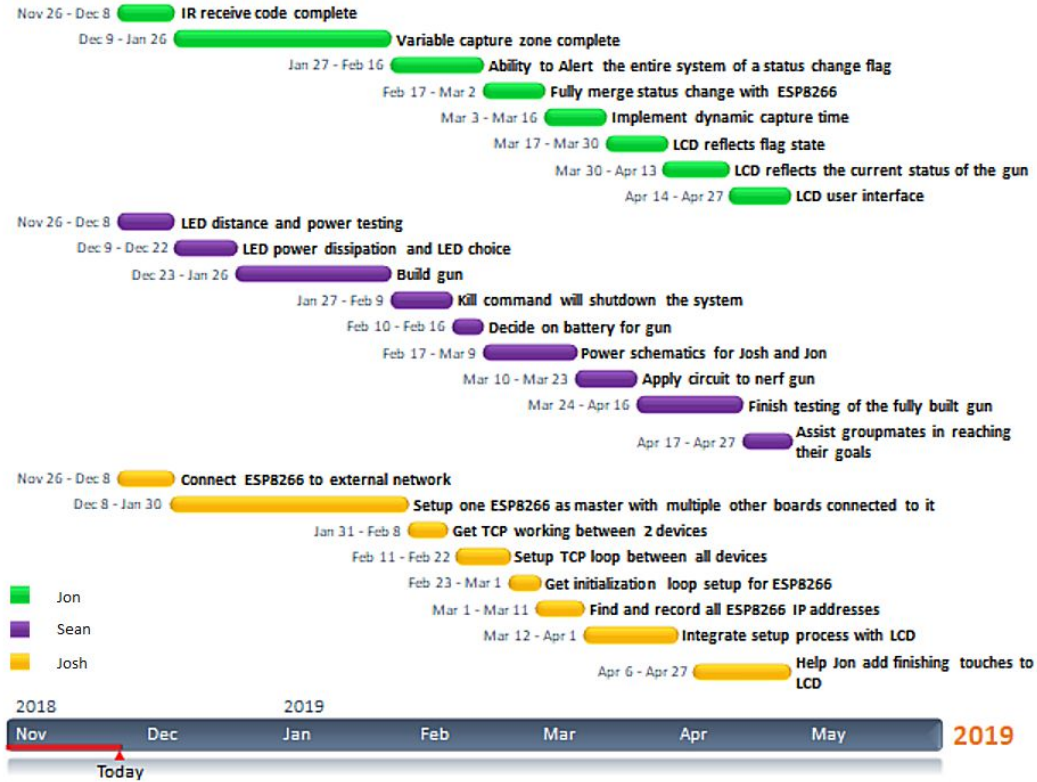 Nov 26 - Dec 8 IR receive code complete
Dec 9 - Jan 26 Variable capture zone complete
Jan 27 - Feb 16 Ability to Alert the entire system of a status change flag
Feb 17 - Mar 2 Fully merge status change with ESP8266
Mar 3 - Mar 16 Implement dynamic capture time
Mar 17 - Mar 30 LCD reflects flag state
Mar 30 - Apr 13 LCD reflects the current status of the gun
Apr 14 - Apr 27 LCD user interface
Nov 26 - Dec 8 LED distance and power testing
Dec 9 - Dec 22 LED power dissipation and LED choice
Dec 23 - Jan 26 Build gun
Jan 27 - Feb 9 Kill command will shutdown the system
Feb 10 - Feb 16 Decide on battery for gun
Feb 17 - Mar 9 Power schematics for Josh and Jon
Mar 10 - Mar 23 Apply circuit to nerf gun
Mar 24 - Apr 16 Finish testing of the fully built gun
Apr 17 - Apr 27 Assist groupmates in reaching
their goals
Nov 26 - Dec 8 Connect ESP8266 to external network
Dec 8 - Jan 30 Setup one ESP8266 as master with multiple other boards connected to it
Jan 31 - Feb 8 Get TCP working between 2 devices
Feb 11 - Feb 22 Setup TCP loop between all devices
Feb 23 - Mar 1 Get initialization loop setup for ESP8266
Mar 1 - Mar 11 Find and record all ESP8266 IP addresses
Mar 12 - Apr 1 Integrate setup process with LCD
Apr 6 - Apr 27 Help Jon add finishing touches to
LCD
Jon
Sean
Josh
2018 2019
Nov Dec Jan Feb Mar Apr May 2019
Today